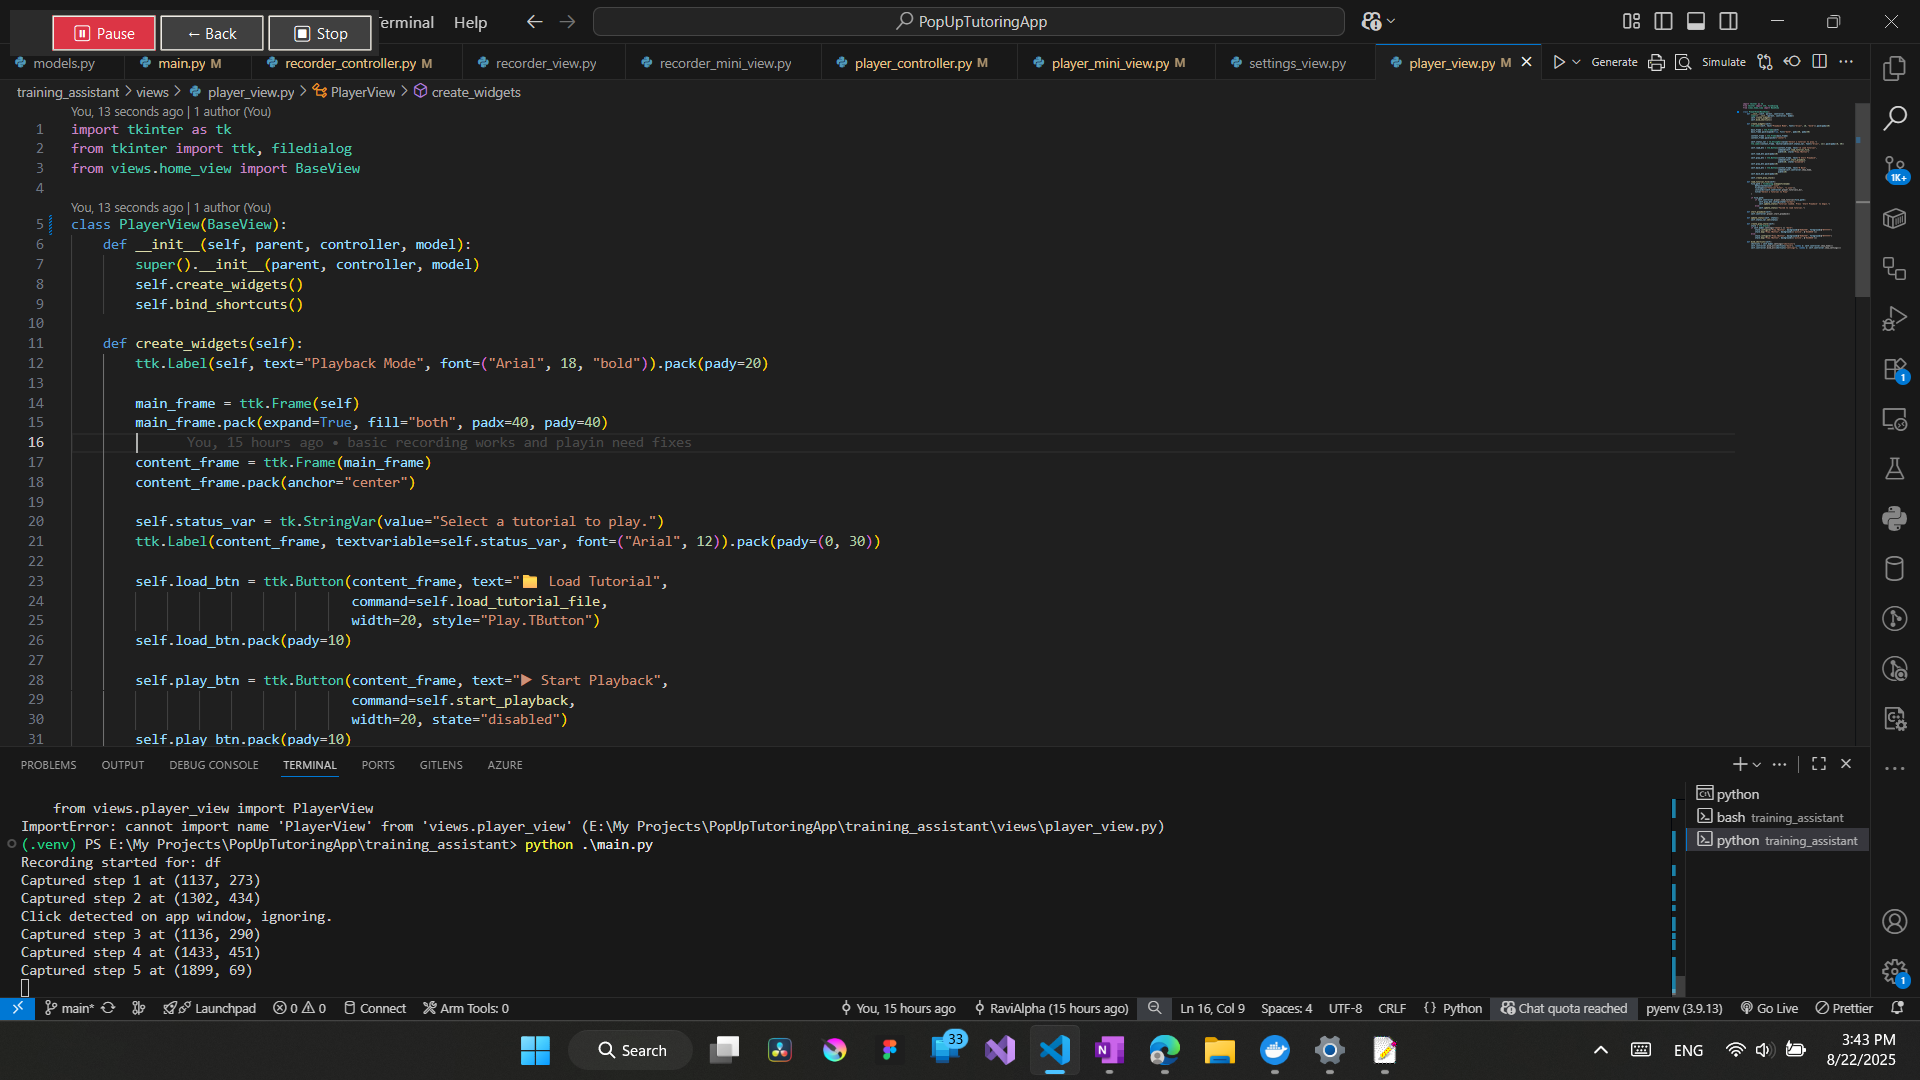 Pause
← Back
Stop
Terminal
Help
PopUpTutoringApp
models.py
main.py M
recorder_controller.py M
recorder_view.py
recorder_mini_view.py
player_controller.py M
player_mini_view.py M
settings_view.py
player_view.py M
Generate
Simulate
training_assistant > views > player_view.py > PlayerView > create_widgets
You, 13 seconds ago | 1 author (You)
1 import tkinter as tk
2 from tkinter import ttk, filedialog
3 from views.home_view import BaseView
4
You, 13 seconds ago | 1 author (You)
5 class PlayerView(BaseView):
6 def __init__(self, parent, controller, model):
7 super().__init__(parent, controller, model)
8 self.create_widgets()
9 self.bind_shortcuts()
10
11 def create_widgets(self):
12 ttk.Label(self, text="Playback Mode", font=("Arial", 18, "bold")).pack(pady=20)
13
14 main_frame = ttk.Frame(self)
15 main_frame.pack(expand=True, fill="both", padx=40, pady=40)
16 You, 15 hours ago • basic recording works and playin need fixes
17 content_frame = ttk.Frame(main_frame)
18 content_frame.pack(anchor="center")
19
20 self.status_var = tk.StringVar(value="Select a tutorial to play.")
21 ttk.Label(content_frame, textvariable=self.status_var, font=("Arial", 12)).pack(pady=(0, 30))
22
23 self.load_btn = ttk.Button(content_frame, text="📁 Load Tutorial",
24 command=self.load_tutorial_file,
25 width=20, style="Play.TButton")
26 self.load_btn.pack(pady=10)
27
28 self.play_btn = ttk.Button(content_frame, text="▶ Start Playback",
29 command=self.start_playback,
30 width=20, state="disabled")
31 self.play_btn.pack(pady=10)
PROBLEMS
OUTPUT
DEBUG CONSOLE
TERMINAL
PORTS
GITLENS
AZURE
from views.player_view import PlayerView
ImportError: cannot import name 'PlayerView' from 'views.player_view' (E:\My Projects\PopUpTutoringApp\training_assistant\views\player_view.py)
(.venv) PS E:\My Projects\PopUpTutoringApp\training_assistant> python .\main.py
Recording started for: df
Captured step 1 at (1137, 273)
Captured step 2 at (1302, 434)
Click detected on app window, ignoring.
Captured step 3 at (1136, 290)
Captured step 4 at (1433, 451)
Captured step 5 at (1899, 69)
python
bash training_assistant
python training_assistant
1K+
1
1
main*
Launchpad
0
0
Connect
Arm Tools: 0
You, 15 hours ago
RaviAlpha (15 hours ago)
Ln 16, Col 9
Spaces: 4
UTF-8
CRLF
{} Python
Chat quota reached
pyenv (3.9.13)
Go Live
Prettier
Search
33
ENG
3:43 PM
8/22/2025